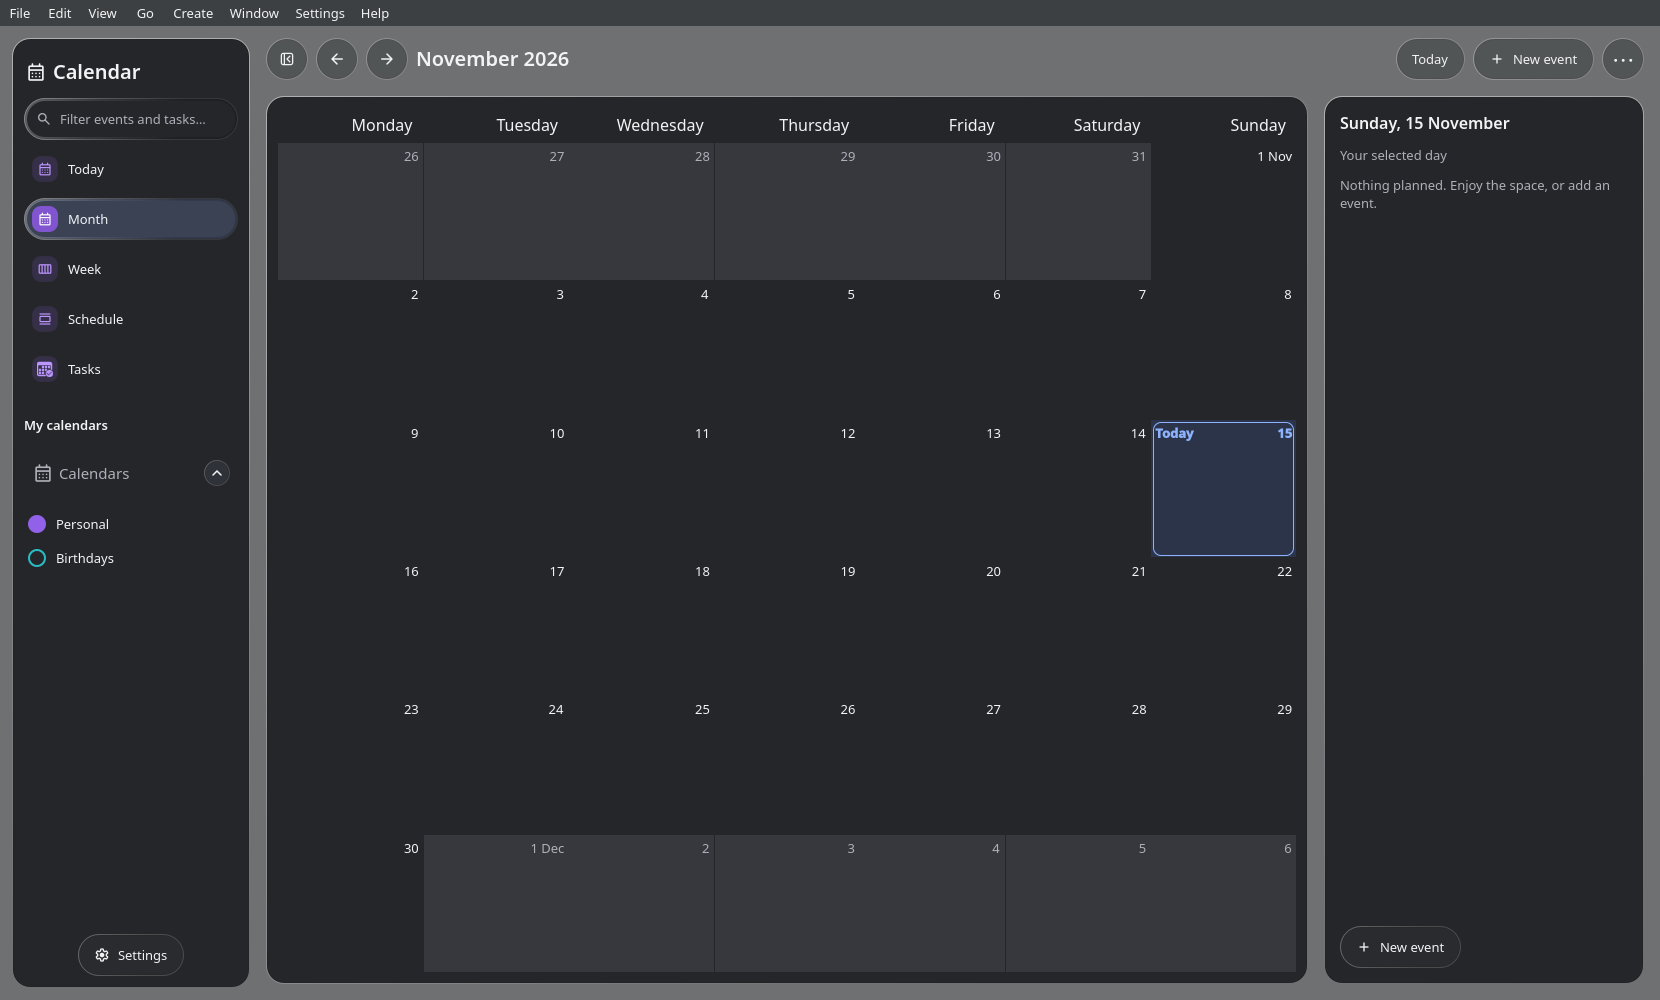 File Edit View Go Create Window Settings Help
Calendar
Filter events and tasks...
Today
Month
Week
Schedule
Tasks
My calendars
Calendars
Personal
Birthdays
Settings
November 2026
Today
New event
Monday Tuesday Wednesday Thursday Friday Saturday Sunday
26 27 28 29 30 31 1 Nov
2 3 4 5 6 7 8
9 10 11 12 13 14 Today 15
16 17 18 19 20 21 22
23 24 25 26 27 28 29
30 1 Dec 2 3 4 5 6
Sunday, 15 November
Your selected day
Nothing planned. Enjoy the space, or add an
event.
New event